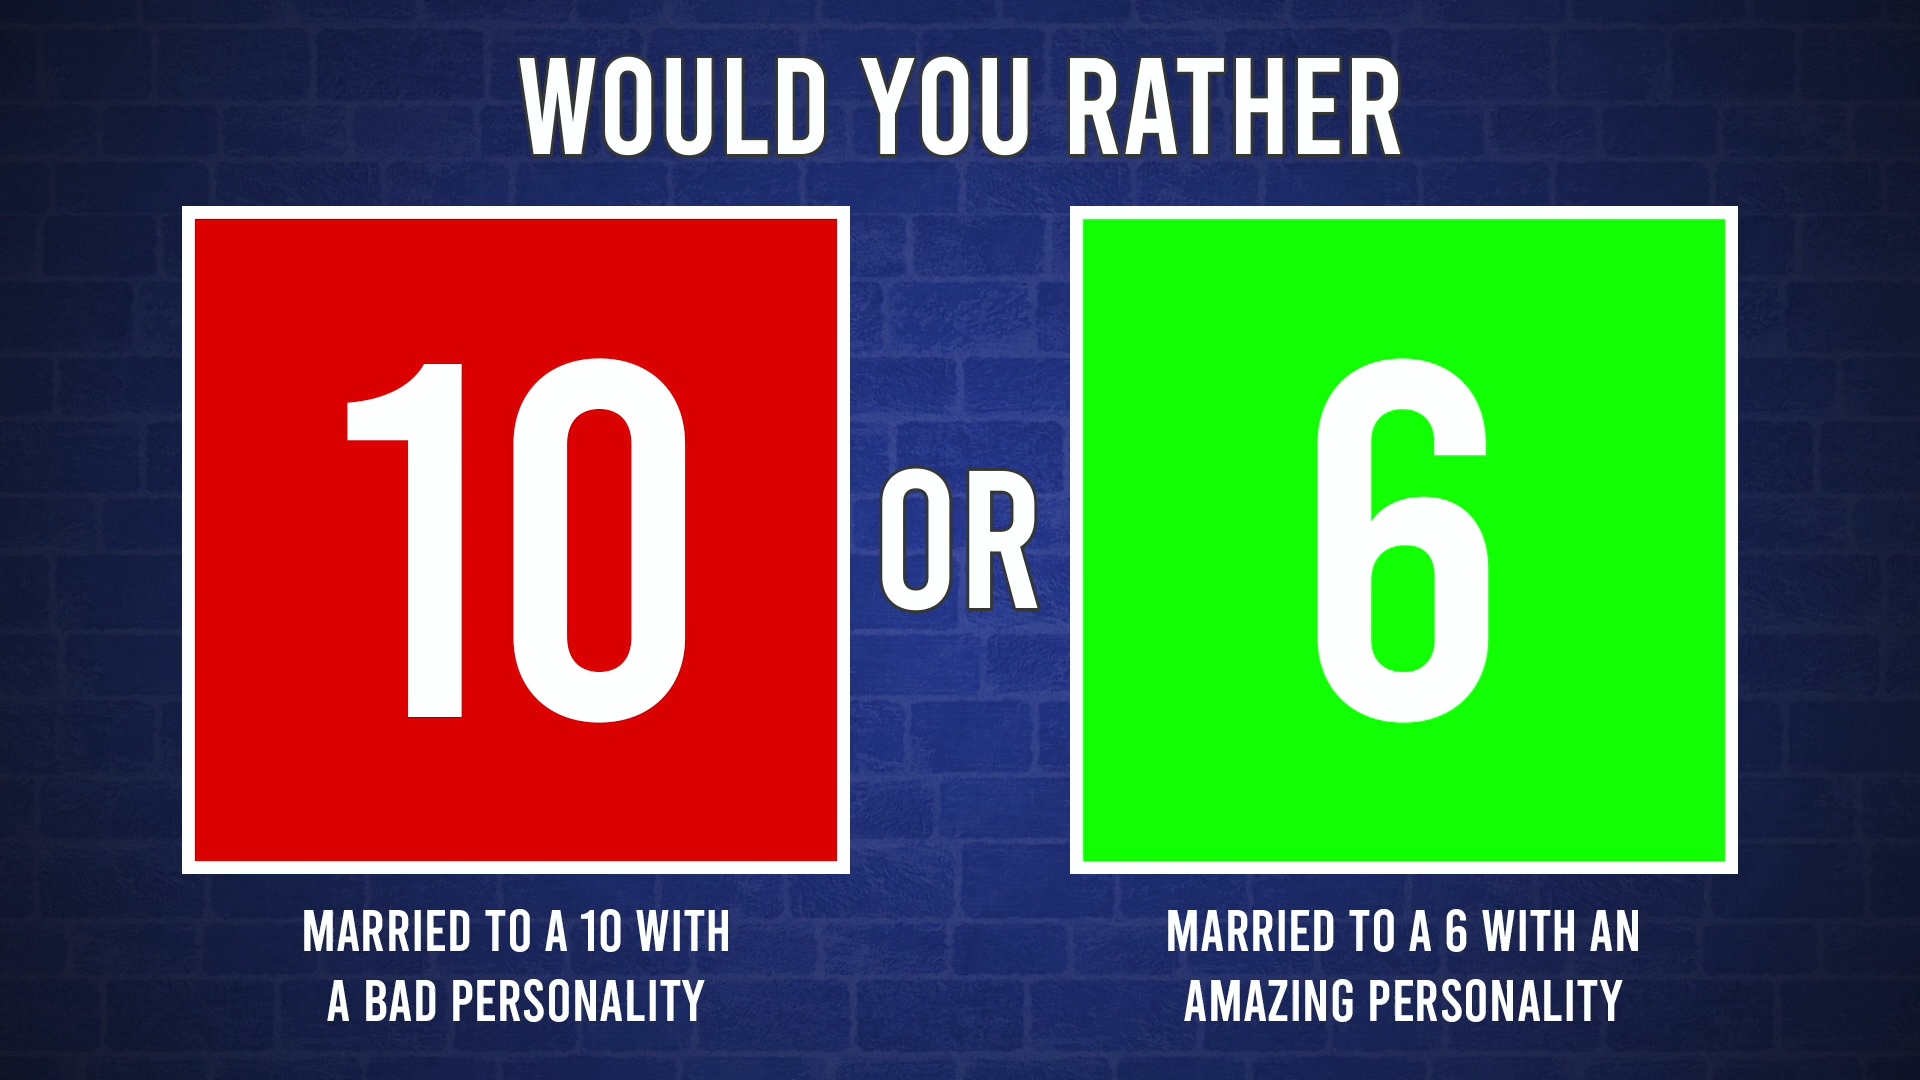 WOULD YOU RATHER
10
OR
6
MARRIED TO A 10 WITH
A BAD PERSONALITY
MARRIED TO A 6 WITH AN
AMAZING PERSONALITY